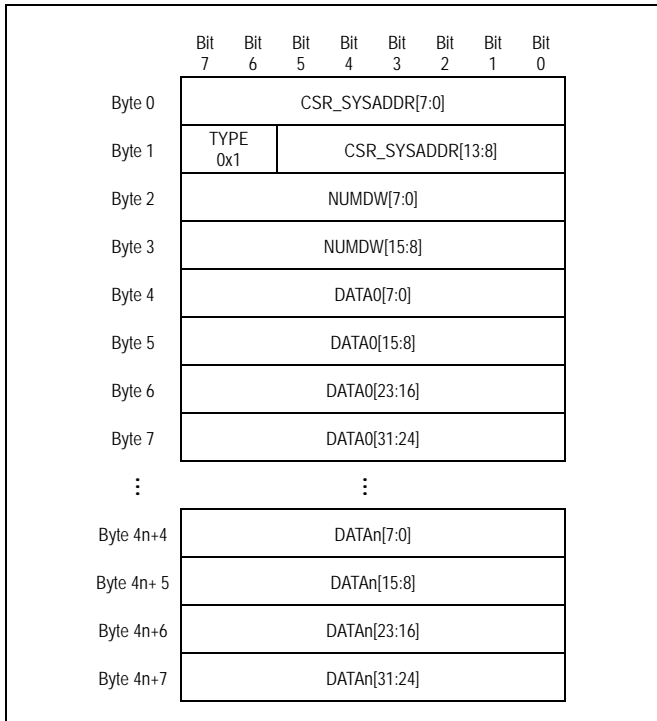 Bit Bit Bit Bit Bit Bit Bit Bit
7 6 5 4 3 2 1 0
Byte 0 CSR_SYSADDR[7:0]
Byte 1 TYPE 0x1 CSR_SYSADDR[13:8]
Byte 2 NUMDW[7:0]
Byte 3 NUMDW[15:8]
Byte 4 DATA0[7:0]
Byte 5 DATA0[15:8]
Byte 6 DATA0[23:16]
Byte 7 DATA0[31:24]
⋮ ⋮
Byte 4n+4 DATAn[7:0]
Byte 4n+ 5 DATAn[15:8]
Byte 4n+6 DATAn[23:16]
Byte 4n+7 DATAn[31:24]